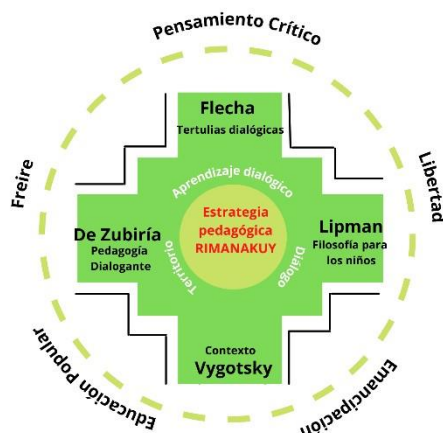 Pensamiento Crítico
Freire
Libertad
Flecha
Tertulias dialógicas
Aprendizaje dialógico
De Zubiría
Pedagogía
Dialogante
Territorio
Estrategia
pedagógica
RIMANAKUY
Diálogo
Lipman
Filosofía para
los niños
Contexto
Vygotsky
Educación Popular
Emancipación